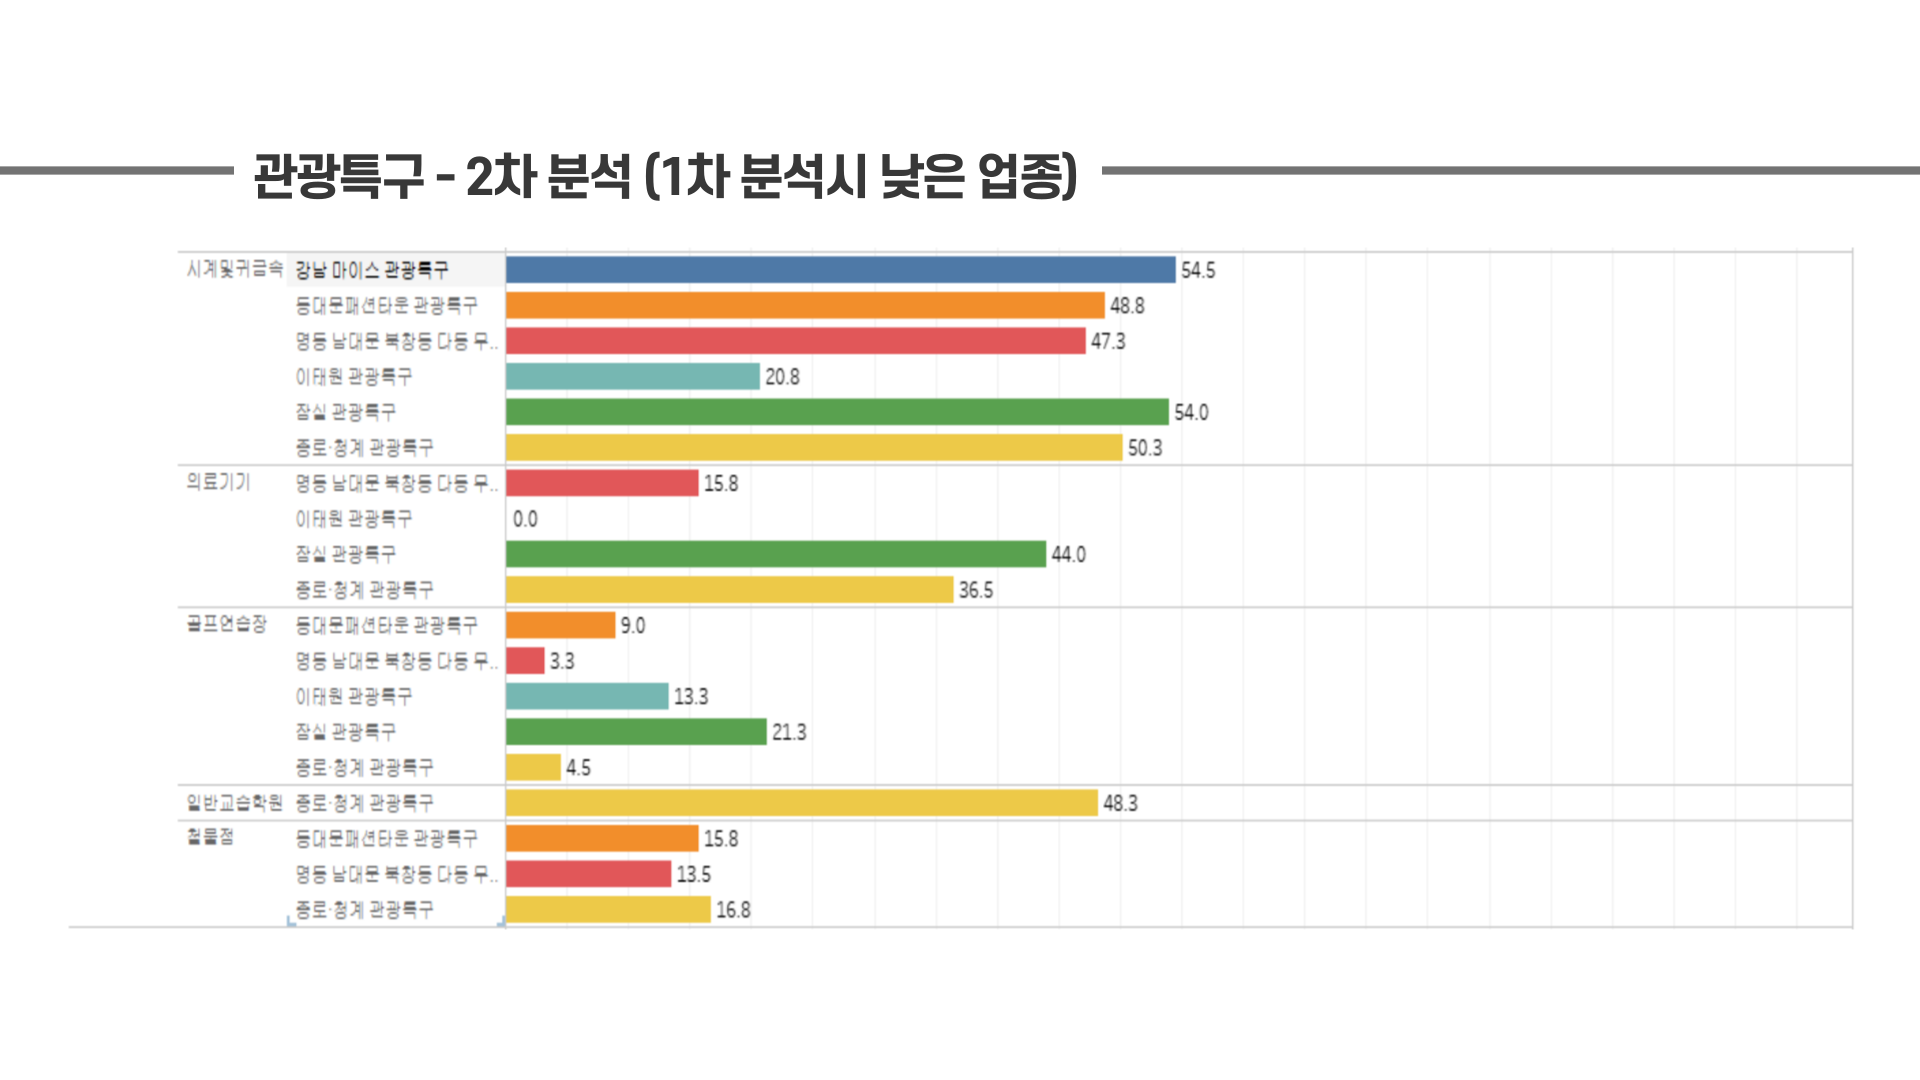 관광특구 - 2차 분석 (1차 분석시 낮은 업종)
시계및귀금속 강남 마이스 관광특구 54.5
동대문패션타운 관광특구 48.8
명동 남대문 북창동 다동 무.. 47.3
이태원 관광특구 20.8
잠실 관광특구 54.0
종로·청계 관광특구 50.3
의료기기 명동 남대문 북창동 다동 무.. 15.8
이태원 관광특구 0.0
잠실 관광특구 44.0
종로·청계 관광특구 36.5
골프연습장 동대문패션타운 관광특구 9.0
명동 남대문 북창동 다동 무.. 3.3
이태원 관광특구 13.3
잠실 관광특구 21.3
종로·청계 관광특구 4.5
일반교습학원 종로·청계 관광특구 48.3
철물점 동대문패션타운 관광특구 15.8
명동 남대문 북창동 다동 무.. 13.5
종로·청계 관광특구 16.8